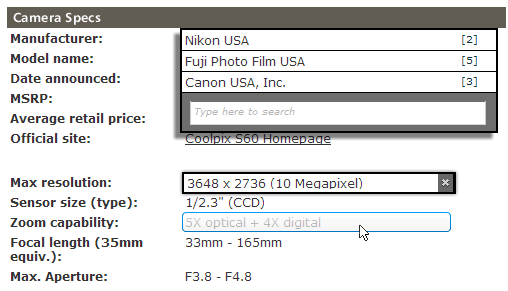 Camera Specs
Manufacturer: Nikon USA [2]
Model name: Fuji Photo Film USA [5]
Date announced: Canon USA, Inc. [3]
MSRP:
Type here to search
Average retail price:
Official site: Coolpix S60 Homepage
Max resolution: 3648 x 2736 (10 Megapixel)
Sensor size (type): 1/2.3" (CCD)
Zoom capability: 5X optical + 4X digital
Focal length (35mm equiv.): 33mm - 165mm
Max. Aperture: F3.8 - F4.8